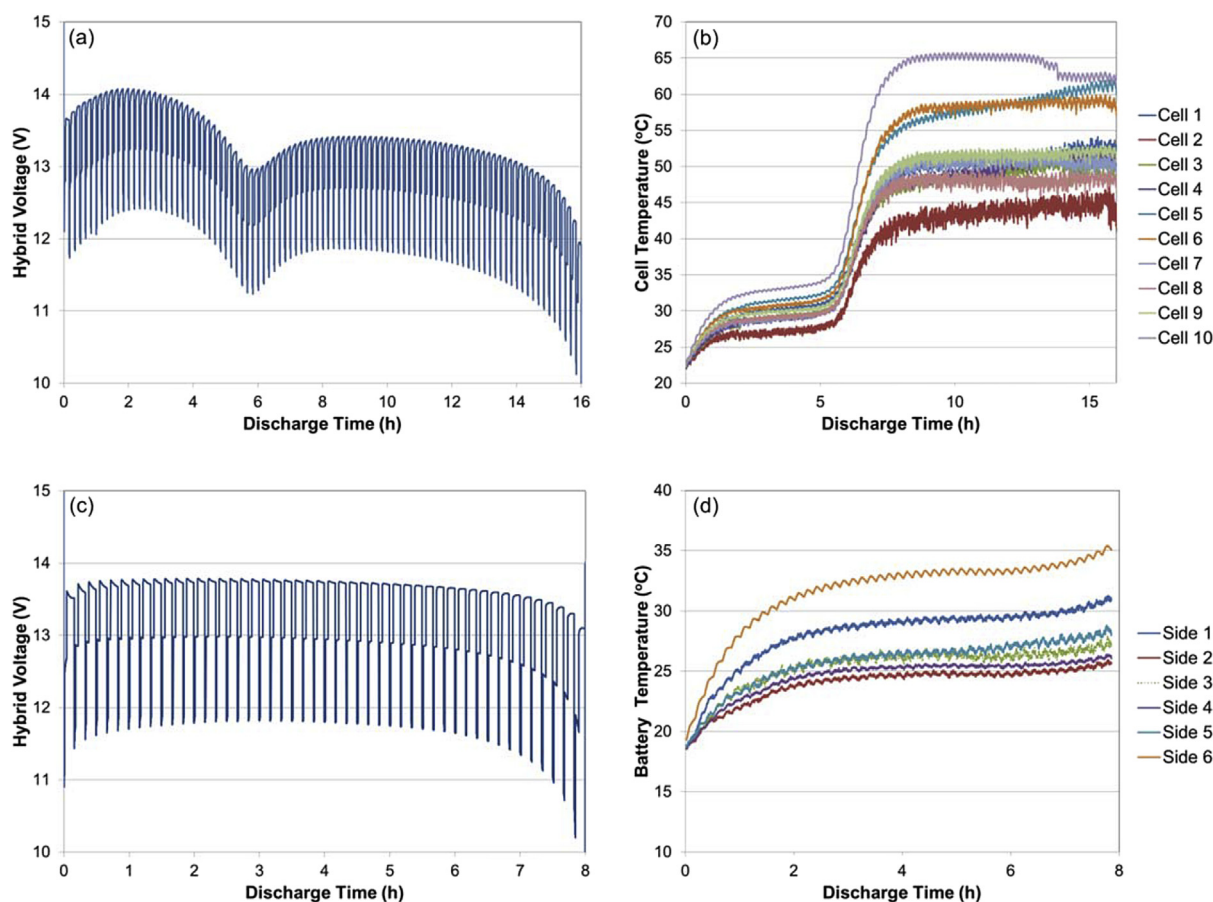 (a)
15
14
13
12
11
10
Hybrid Voltage (V)
0 2 4 6 8 10 12 14 16
Discharge Time (h)
(b)
70
65
60
55
50
45
40
35
30
25
20
Cell Temperature (°C)
0 5 10 15
Discharge Time (h)
Cell 1
Cell 2
Cell 3
Cell 4
Cell 5
Cell 6
Cell 7
Cell 8
Cell 9
Cell 10
(c)
15
14
13
12
11
10
Hybrid Voltage (V)
0 1 2 3 4 5 6 7 8
Discharge Time (h)
(d)
40
35
30
25
20
15
10
Battery Temperature (°C)
0 2 4 6 8
Discharge Time (h)
Side 1
Side 2
Side 3
Side 4
Side 5
Side 6